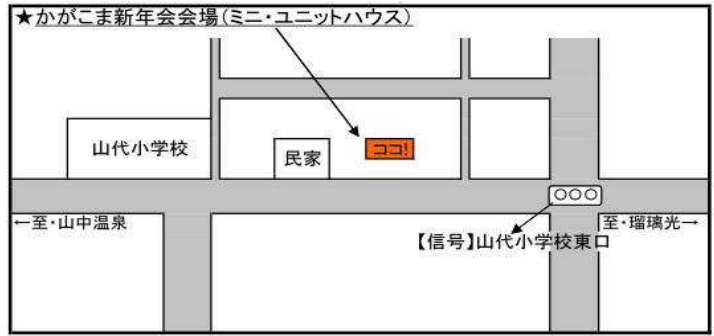 ★かがこま新年会会場(ミニ・ユニットハウス)
山代小学校
民家
ココ!
←至・山中温泉
【信号】山代小学校東口
至・瑠璃光→